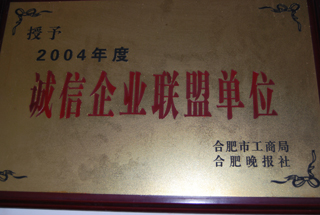 授予
2004年度
诚信企业联盟单位
合肥市工商局
合肥晚报社